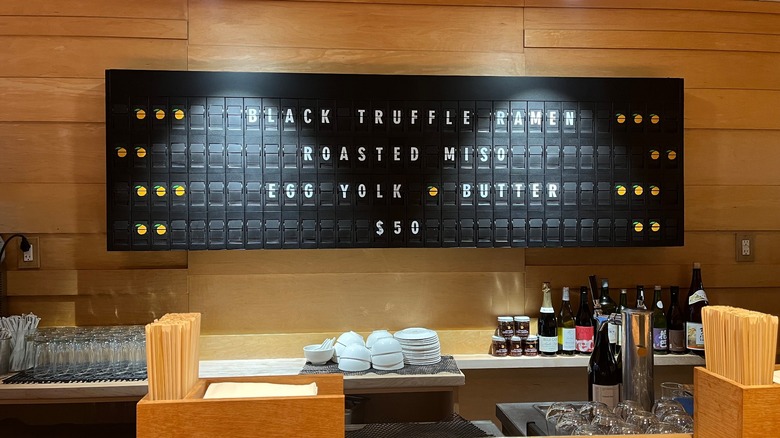 BLACK TRUFFLE RAMEN
ROASTED MISO
EGG YOLK BUTTER
$50